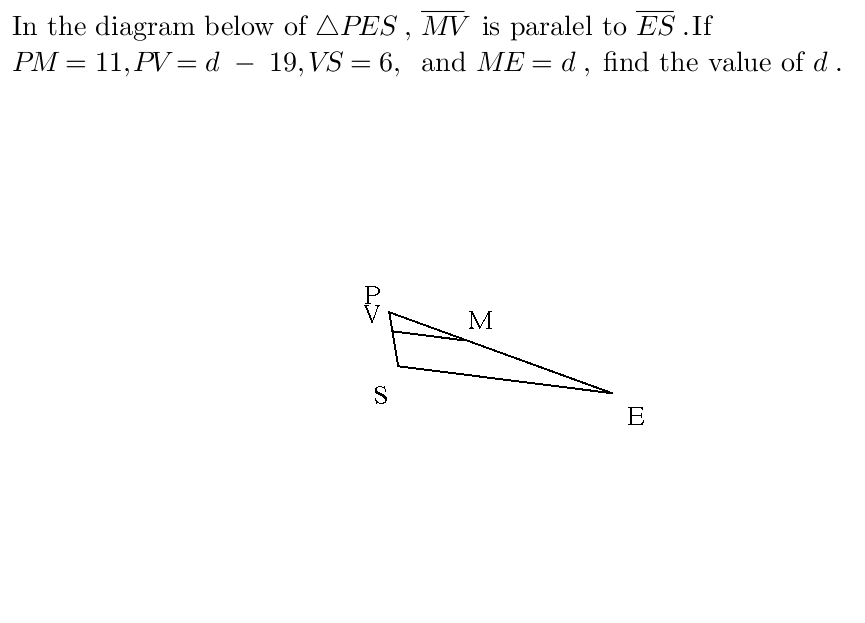 In the diagram below of △PES , \overline{MV} is paralel to \overline{ES} .If
PM = 11, PV = d − 19, VS = 6, and ME = d , find the value of d .
P
V
M
S
E